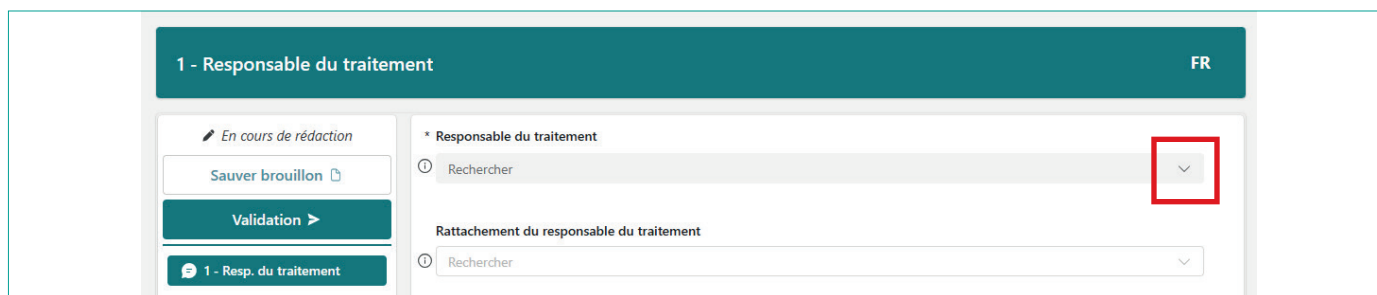 1 - Responsable du traitement FR
En cours de rédaction
Sauver brouillon
Validation
1 - Resp. du traitement
* Responsable du traitement
Rechercher
Rattachement du responsable du traitement
Rechercher